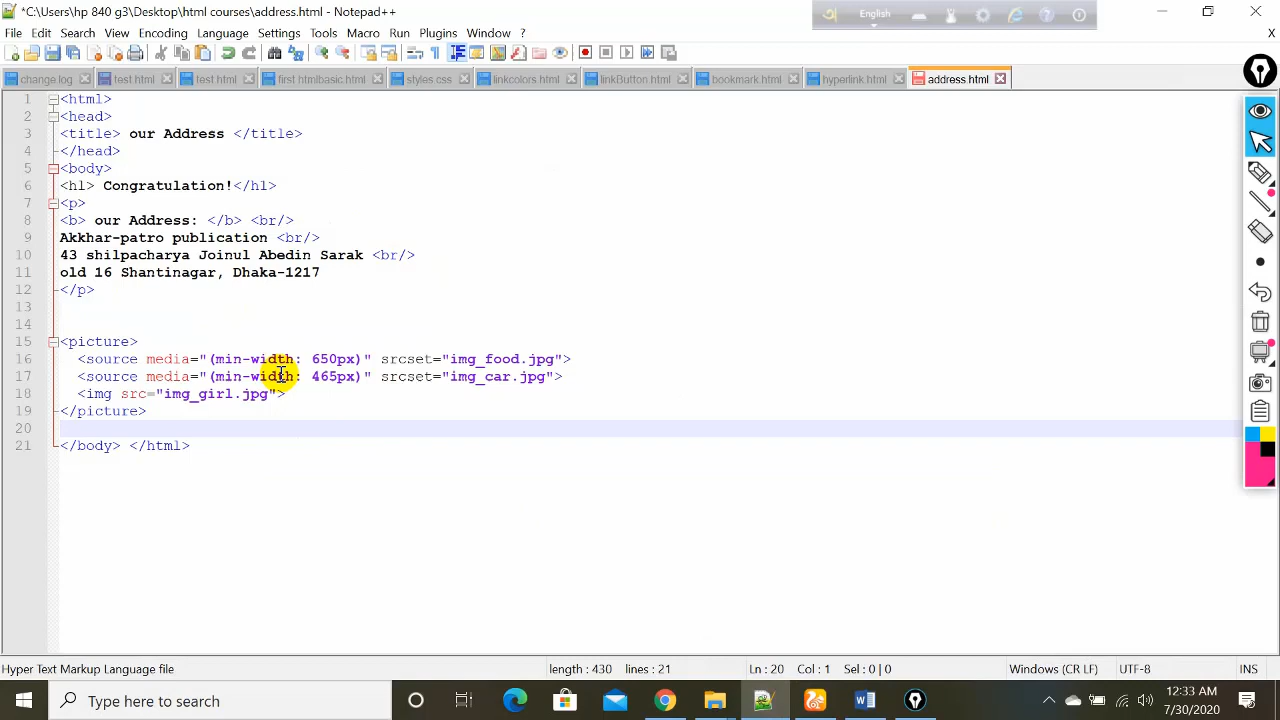 *C:\Users\hp 840 g3\Desktop\html courses\address.html - Notepad++
English
File Edit Search View Encoding Language Settings Tools Macro Run Plugins Window ? X
change.log test html test.html first htmlbasic.html styles.css linkcolors.html linkButton.html bookmark.html hyperlink.html address.html
1 <html>
2 <head>
3 <title> our Address </title>
4 </head>
5 <body>
6 <h1> Congratulation!</h1>
7 <p>
8 <b> our Address: </b> <br/>
9 Akkhar-patro publication <br/>
10 43 shilpacharya Joinul Abedin Sarak <br/>
11 old 16 Shantinagar, Dhaka-1217
12 </p>
13
14
15 <picture>
16 <source media="(min-width: 650px)" srcset="img_food.jpg">
17 <source media="(min-width: 465px)" srcset="img_car.jpg">
18 <img src="img_girl.jpg">
19 </picture>
20
21 </body> </html>
Hyper Text Markup Language file length : 430 lines : 21 Ln : 20 Col : 1 Sel : 0 | 0 Windows (CR LF) UTF-8 INS
Type here to search
12:33 AM
7/30/2020